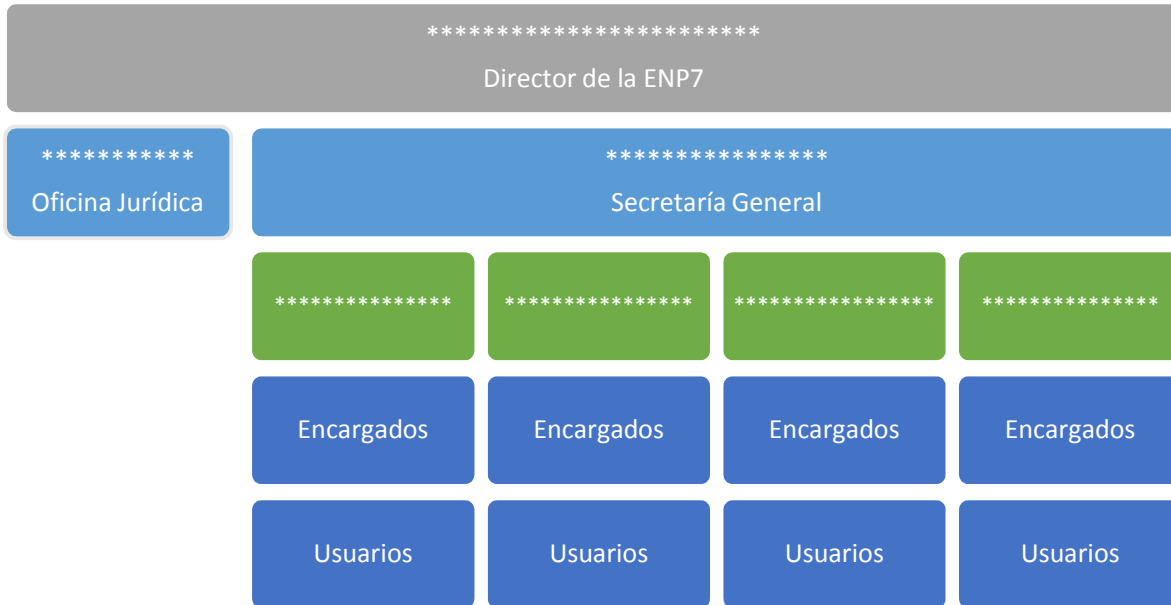 ************************
Director de la ENP7
***********
Oficina Jurídica
****************
Secretaría General
***************
****************
*****************
***************
Encargados
Encargados
Encargados
Encargados
Usuarios
Usuarios
Usuarios
Usuarios